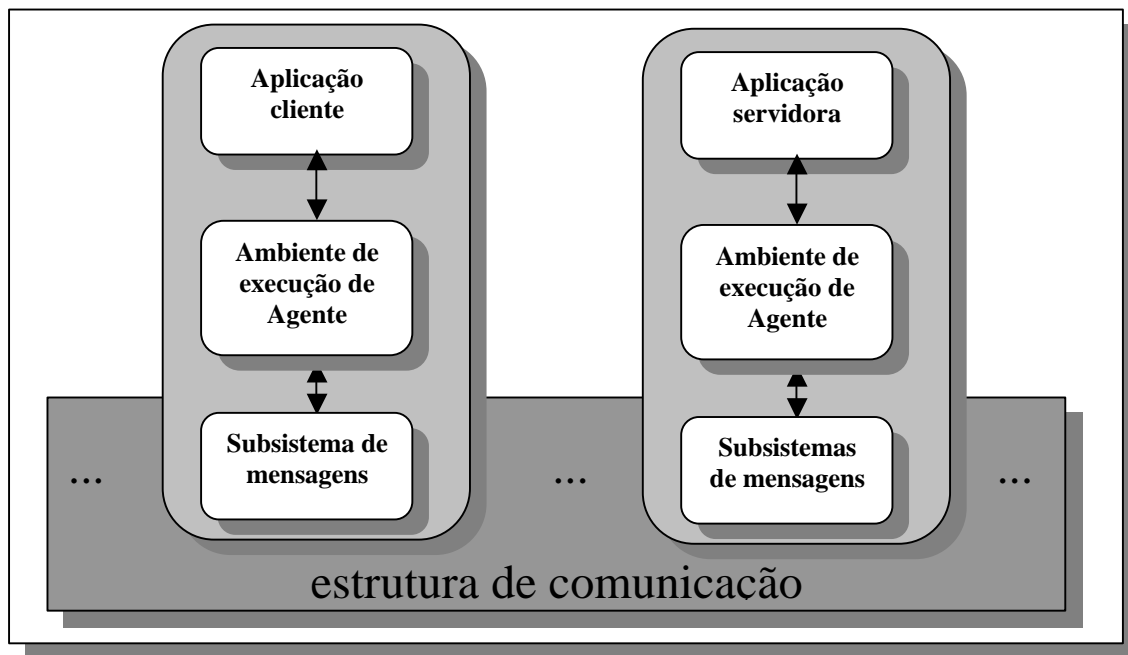 Aplicação
cliente
Aplicação
servidora
Ambiente de
execução de
Agente
Ambiente de
execução de
Agente
Subsistema de
mensagens
Subsistemas
de mensagens
...
...
...
estrutura de comunicação